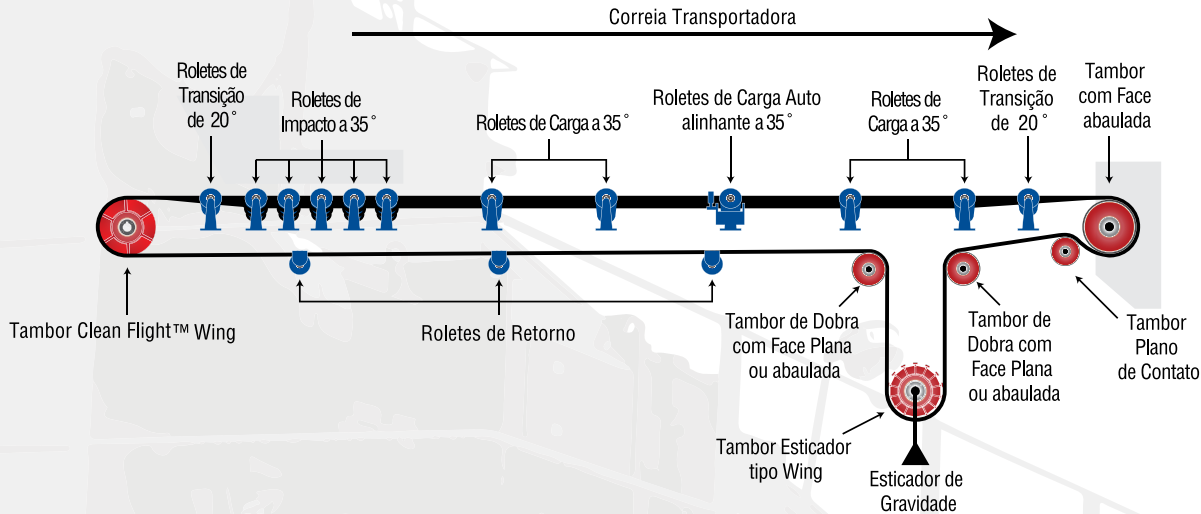 Correia Transportadora
Roletes de
Transição
de 20°
Roletes de
Impacto a 35°
Roletes de Carga a 35°
Roletes de Carga Auto
alinhante a 35°
Roletes de
Carga a 35°
Roletes de
Transição
de 20°
Tambor
com Face
abaulada
Tambor Clean Flight™ Wing
Roletes de Retorno
Tambor de Dobra
com Face Plana
ou abaulada
Tambor de
Dobra com
Face Plana
ou abaulada
Tambor
Plano
de Contato
Tambor Esticador
tipo Wing
Esticador de
Gravidade